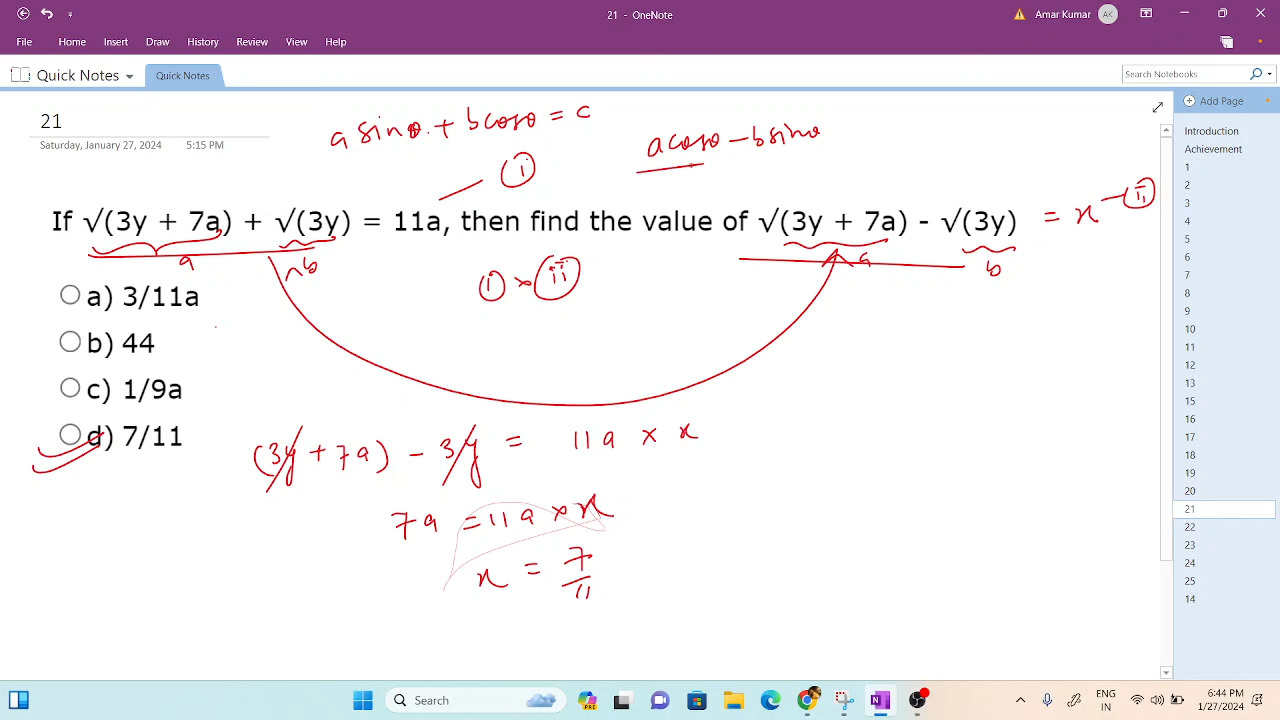 21 - OneNote
Amar Kumar AK
File Home Insert Draw History Review View Help
Quick Notes
Quick Notes
Search Notebooks
21
Saturday, January 27, 2024 5:15 PM
a sinθ + b cosθ = c
a cosθ - b sinθ
i
If √(3y + 7a) + √(3y) = 11a, then find the value of √(3y + 7a) - √(3y) = x - ii
a b a b
i × ii
a) 3/11a
b) 44
c) 1/9a
d) 7/11
(3y + 7a) - 3y = 11a × x
7a = 11a × x
x = 7/11
Add Page
Introduction
Achievement
1
2
3
4
5
6
7
8
9
10
11
12
13
15
16
17
18
19
20
21
22
23
24
25
14
Search
PRE
ENG
IN
6:44 PM
1/27/2024